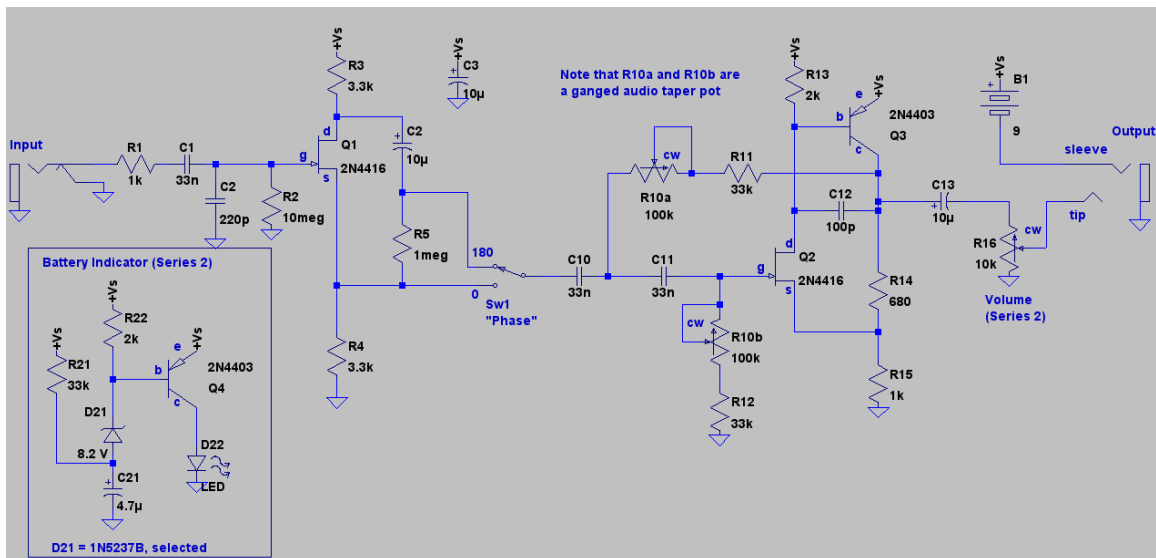 +Vs
R3
3.3k
+Vs
C3
10µ
Note that R10a and R10b are
a ganged audio taper pot
+Vs
R13
2k
+Vs
e
b
c
2N4403
Q3
+Vs
B1
9
Output
sleeve
tip
Input
R1
1k
C1
33n
C2
220p
R2
10meg
d
g
s
Q1
2N4416
C2
10µ
R5
1meg
R4
3.3k
180
0
Sw1
"Phase"
C10
33n
cw
R10a
100k
R11
33k
C11
33n
cw
R10b
100k
R12
33k
C12
100p
d
g
s
Q2
2N4416
R14
680
R15
1k
C13
10µ
cw
R16
10k
Volume
(Series 2)
Battery Indicator (Series 2)
+Vs
R22
2k
+Vs
R21
33k
+Vs
e
b
c
2N4403
Q4
D21
8.2 V
C21
4.7µ
D22
LED
D21 = 1N5237B, selected